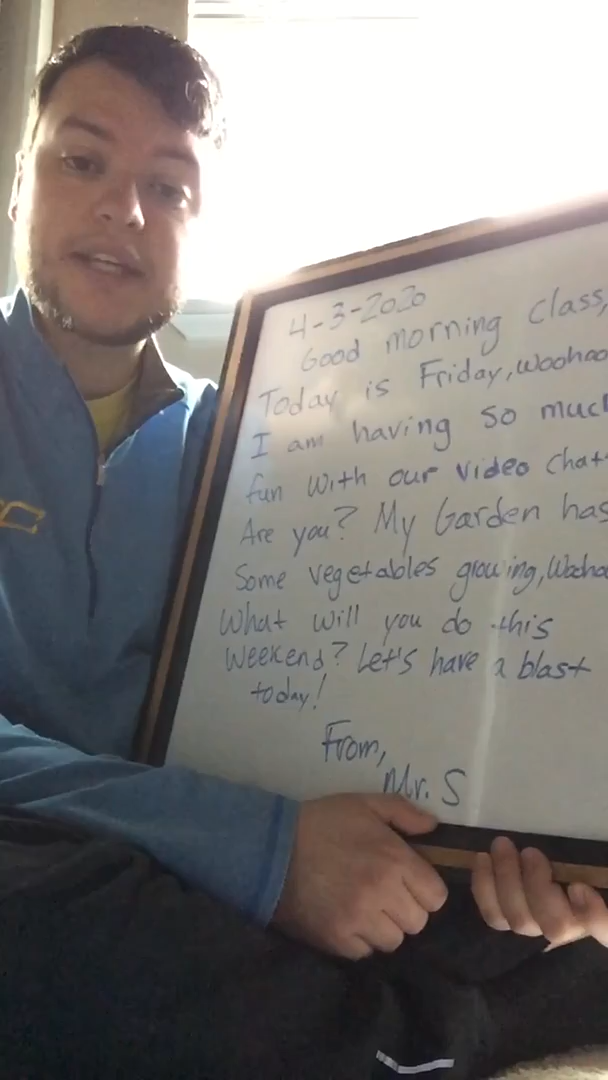 4-3-2020
Good morning class,
Today is Friday, woohoo
I am having so much
fun with our video chat
Are you? My Garden has
Some vegetables growing, Woohoo
What will you do this
Weekend? Let's have a blast
today!
From,
Mr. S